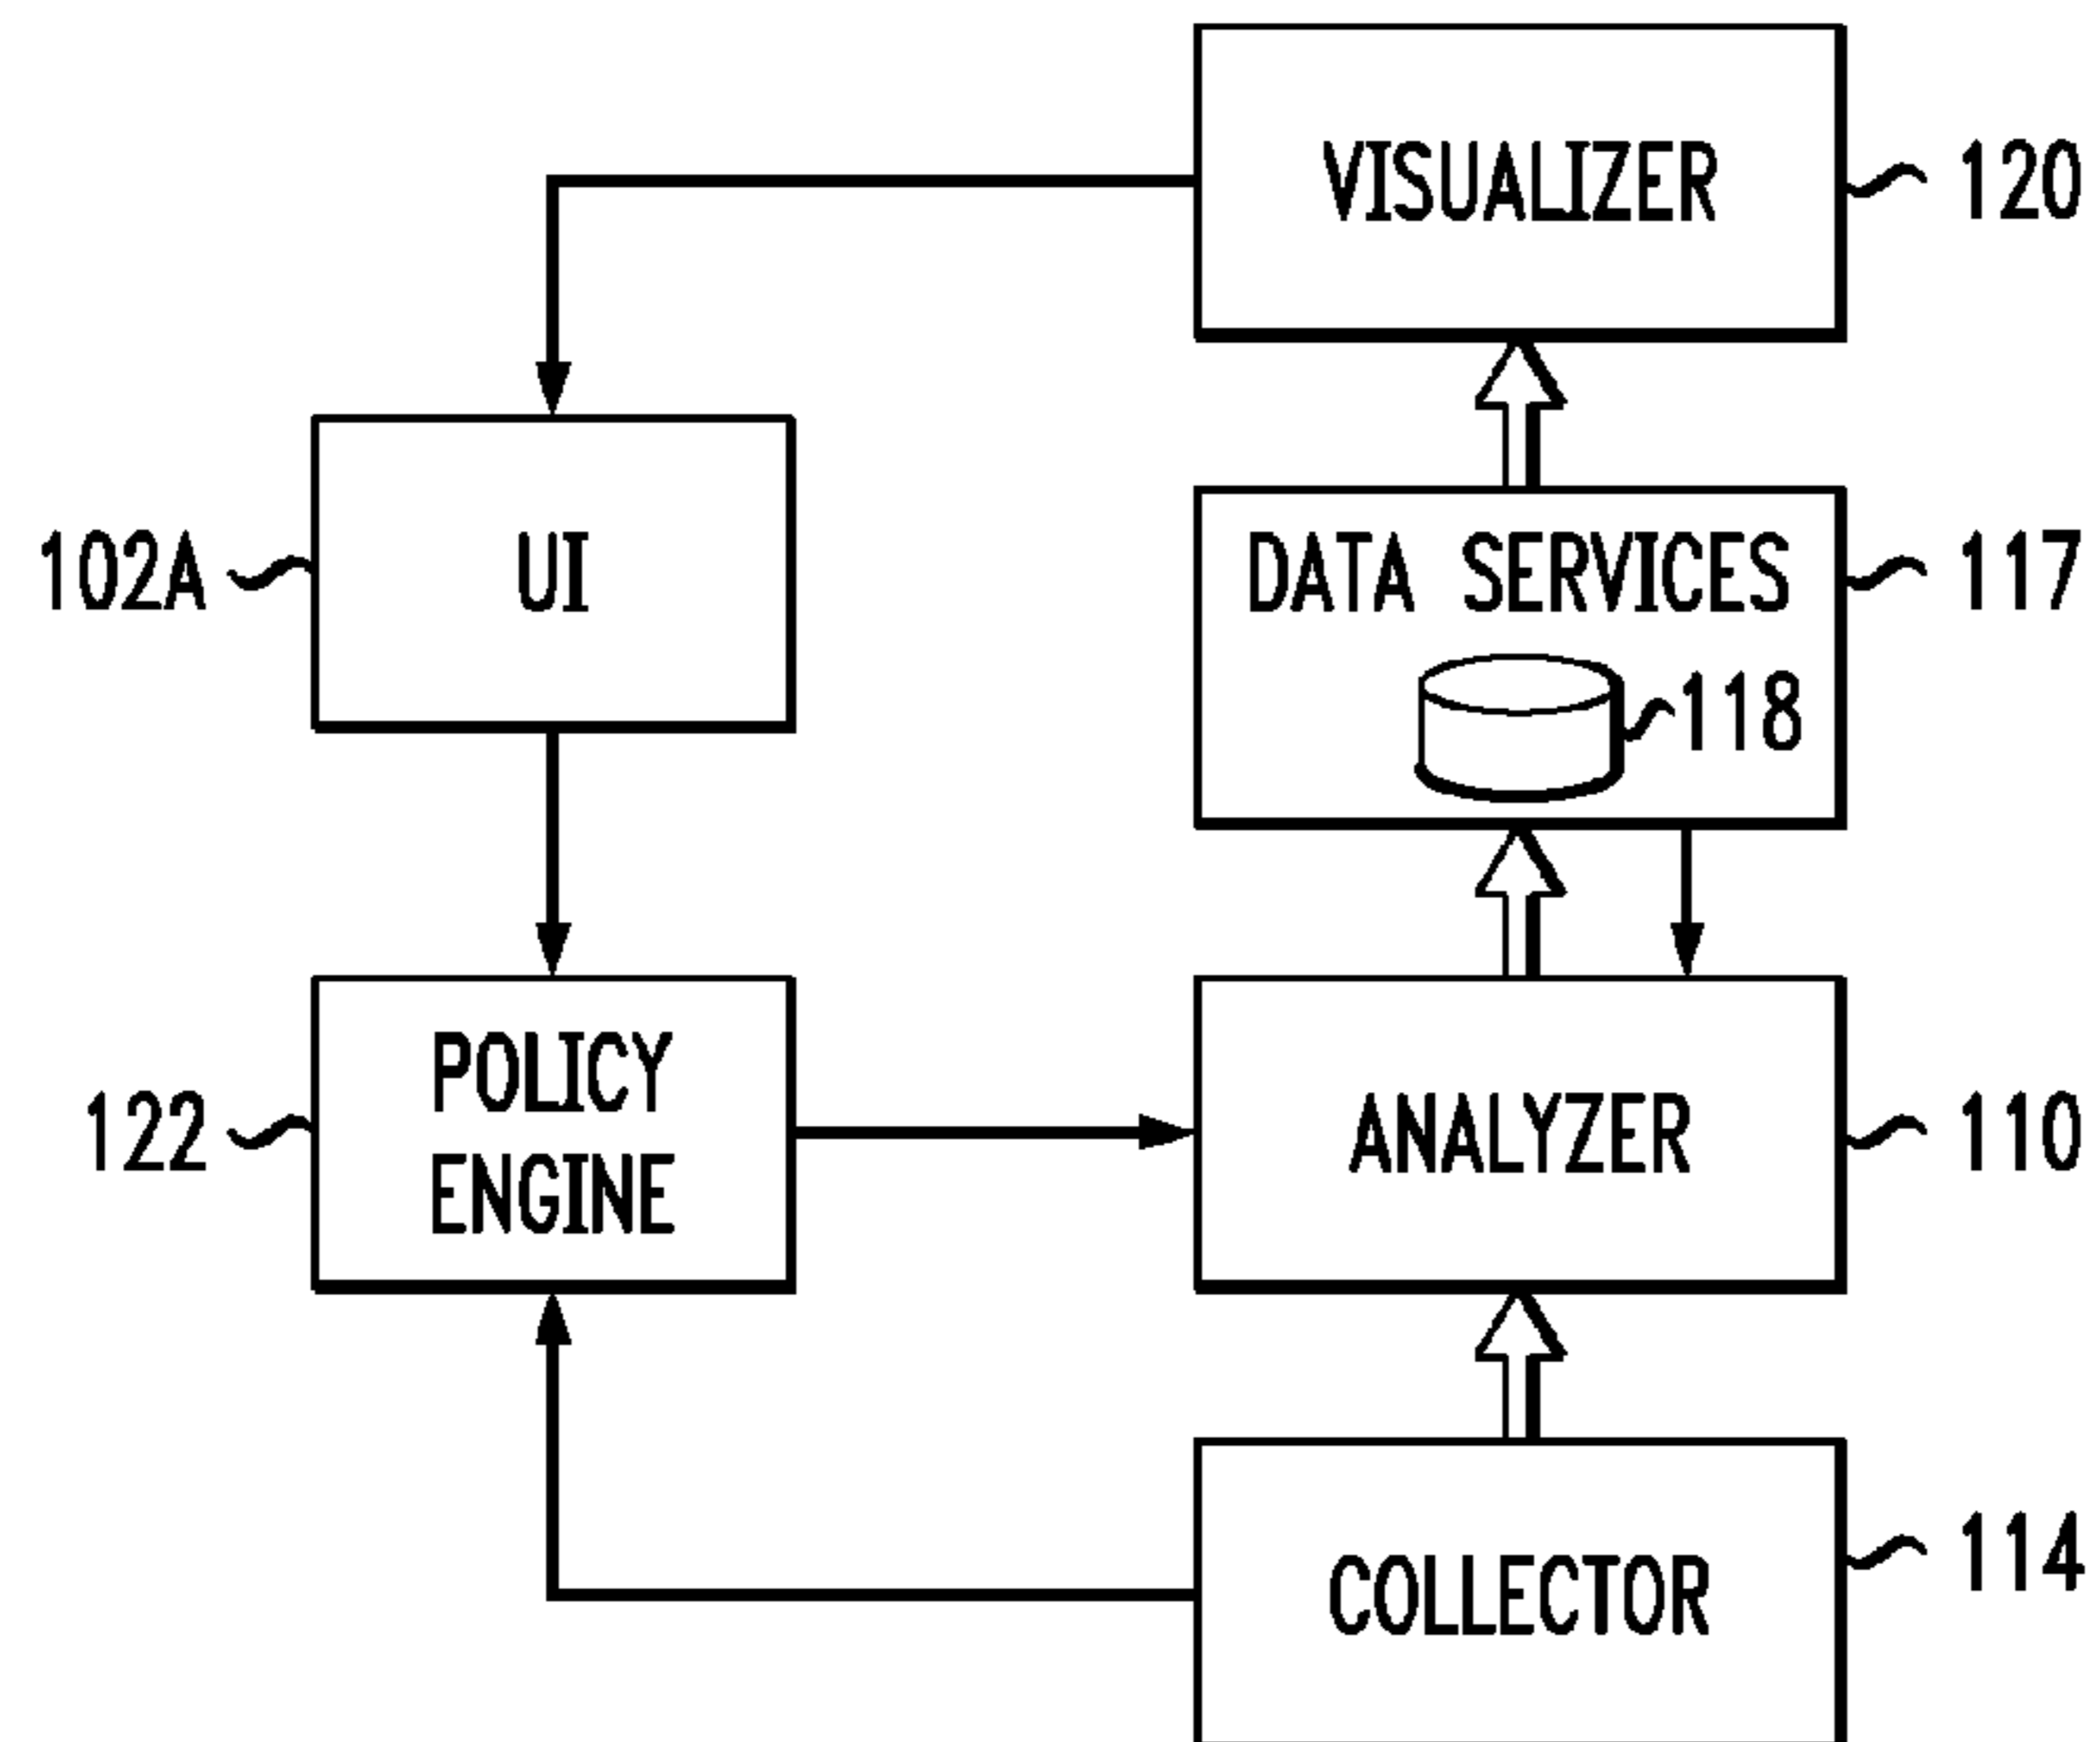 VISUALIZER
120
102A
UI
DATA SERVICES
117
118
122
POLICY
ENGINE
ANALYZER
110
COLLECTOR
114